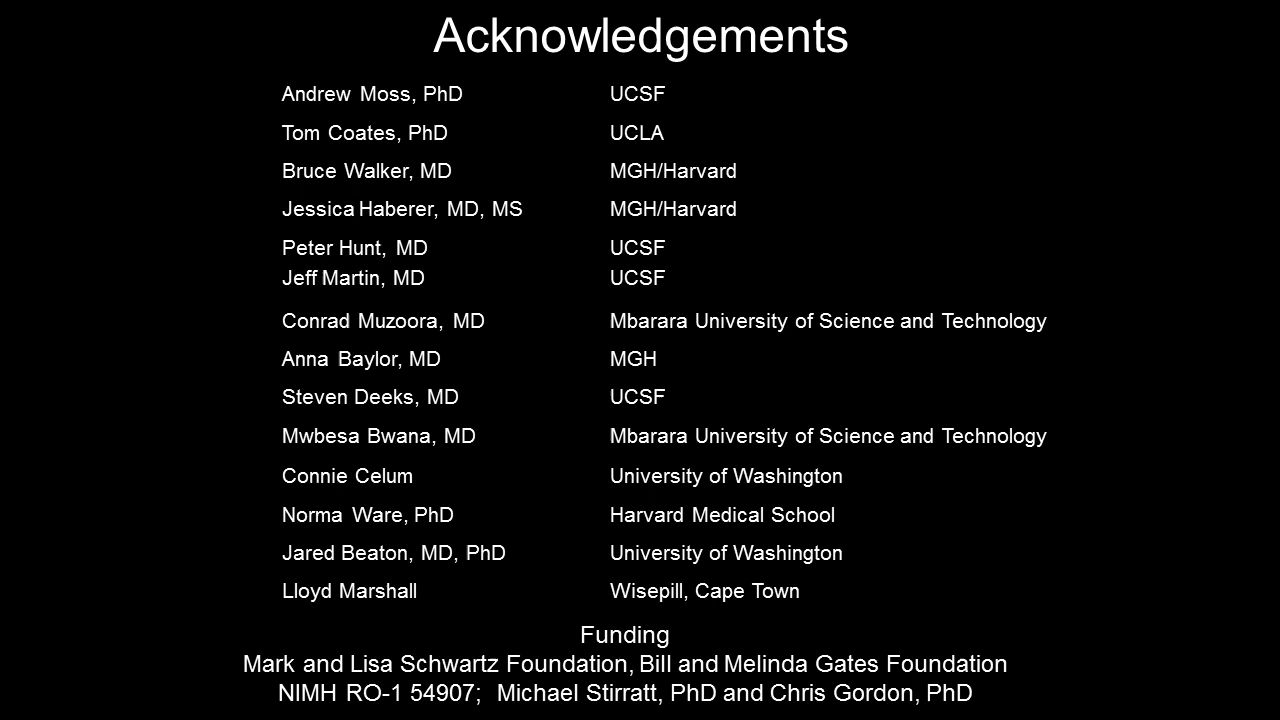 Acknowledgements
Andrew Moss, PhD UCSF
Tom Coates, PhD UCLA
Bruce Walker, MD MGH/Harvard
Jessica Haberer, MD, MS MGH/Harvard
Peter Hunt, MD UCSF
Jeff Martin, MD UCSF
Conrad Muzoora, MD Mbarara University of Science and Technology
Anna Baylor, MD MGH
Steven Deeks, MD UCSF
Mwbesa Bwana, MD Mbarara University of Science and Technology
Connie Celum University of Washington
Norma Ware, PhD Harvard Medical School
Jared Beaton, MD, PhD University of Washington
Lloyd Marshall Wisepill, Cape Town
Funding
Mark and Lisa Schwartz Foundation, Bill and Melinda Gates Foundation
NIMH RO-1 54907; Michael Stirratt, PhD and Chris Gordon, PhD